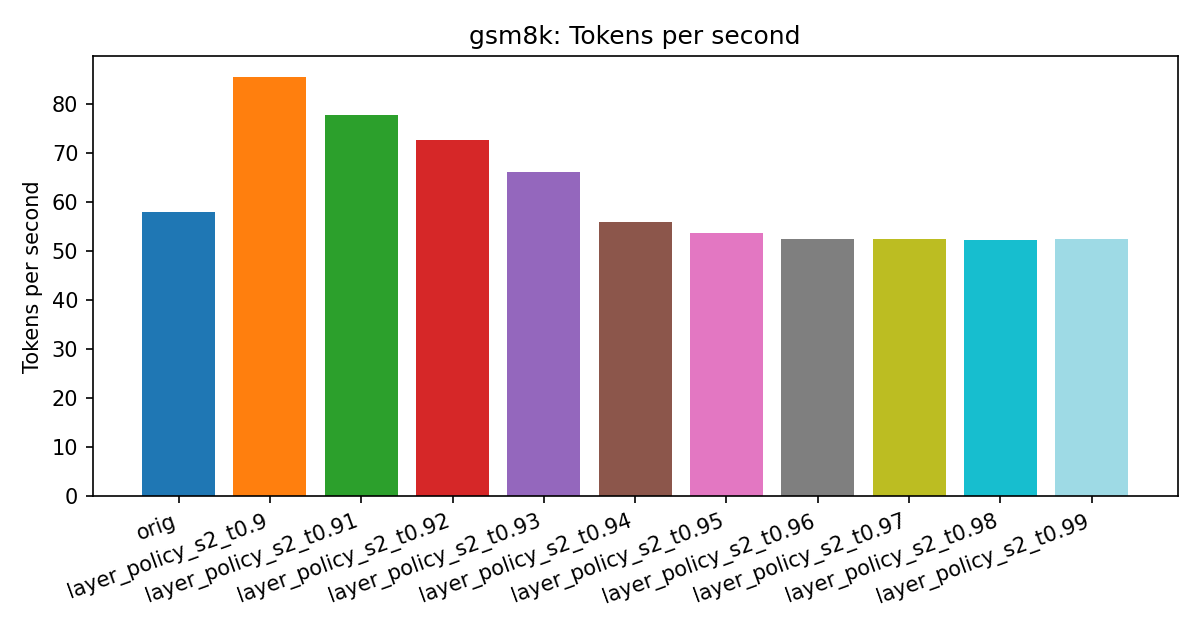 gsm8k: Tokens per second
Tokens per second
80
70
60
50
40
30
20
10
0
orig
layer_policy_s2_t0.9
layer_policy_s2_t0.91
layer_policy_s2_t0.92
layer_policy_s2_t0.93
layer_policy_s2_t0.94
layer_policy_s2_t0.95
layer_policy_s2_t0.96
layer_policy_s2_t0.97
layer_policy_s2_t0.98
layer_policy_s2_t0.99